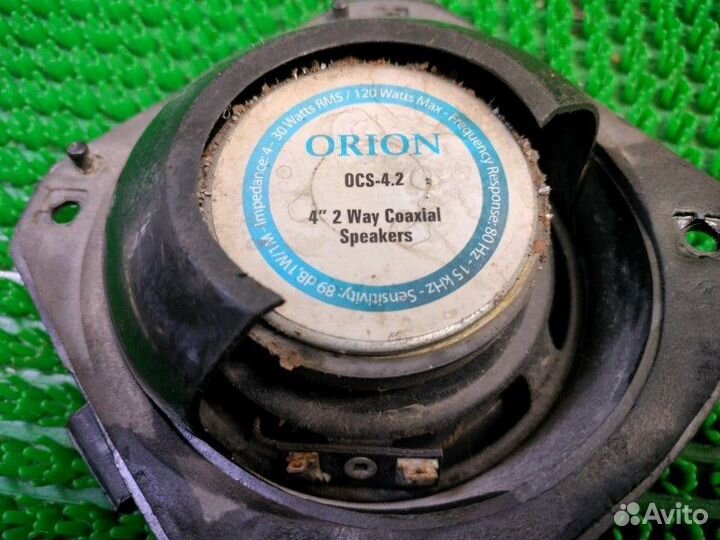 ORION
OCS-4.2
4" 2 Way Coaxial
Speakers
Impedance:4 - 30 Watts RMS / 120 Watts Max - Frequency Response: 80 Hz - 15 kHz - Sensitivity: 89 dB, 1W/1M -
Avito